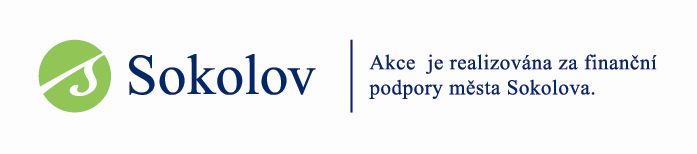 Sokolov
Akce  je realizována za finanční
podpory města Sokolova.